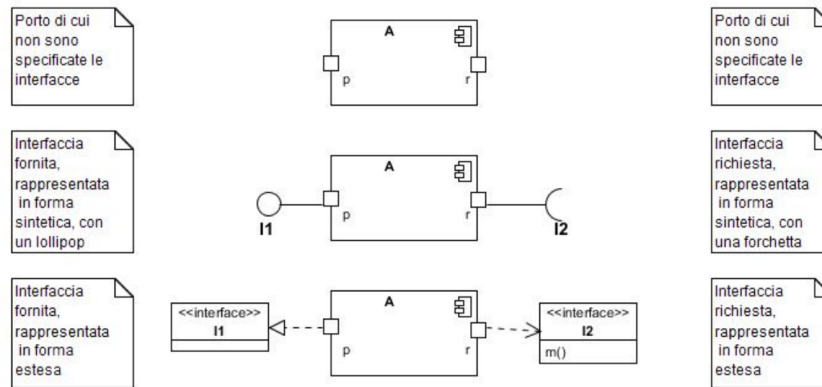 Porto di cui
non sono
specificate le
interfacce
A
p
r
Porto di cui
non sono
specificate le
interfacce
Interfaccia
fornita,
rappresentata
in forma
sintetica, con
un lollipop
I1
A
p
r
I2
Interfaccia
richiesta,
rappresentata
in forma
sintetica, con
una forchetta
Interfaccia
fornita,
rappresentata
in forma
estesa
<<interface>>
I1
A
p
r
<<interface>>
I2
m()
Interfaccia
richiesta,
rappresentata
in forma
estesa